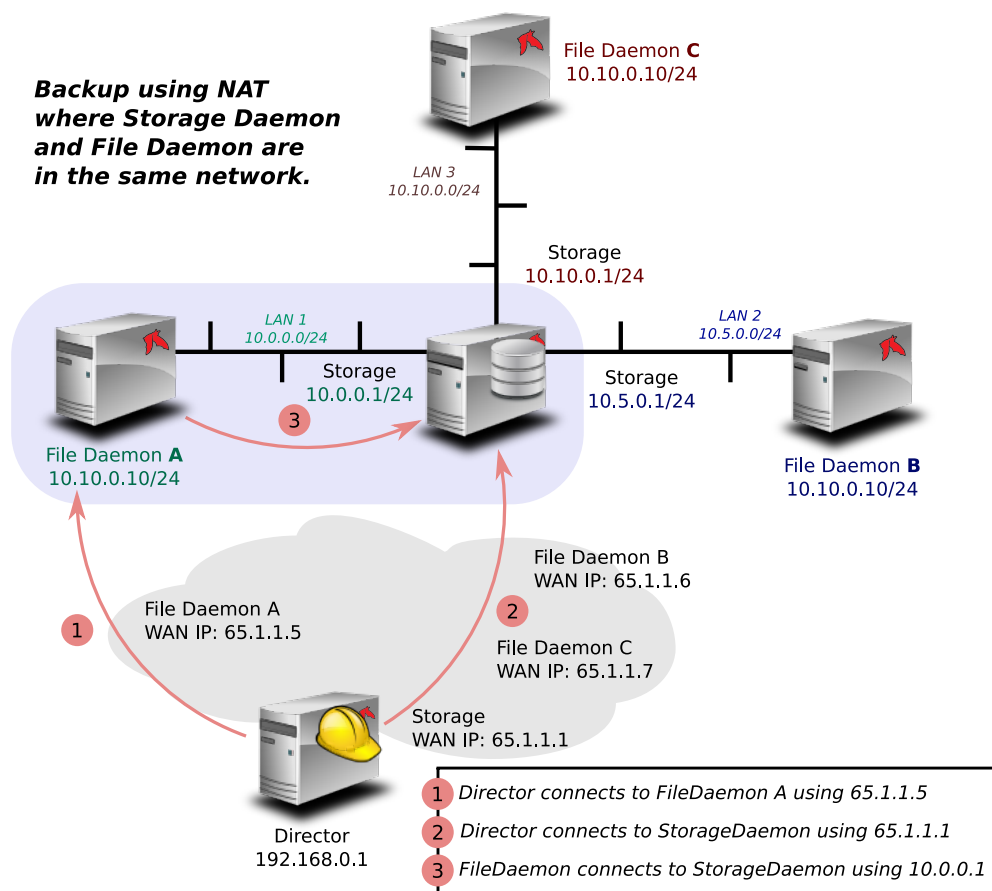 Backup using NAT
where Storage Daemon
and File Daemon are
in the same network.
File Daemon C
10.10.0.10/24
LAN 3
10.10.0.0/24
Storage
10.10.0.1/24
LAN 1
10.0.0.0/24
Storage
10.0.0.1/24
LAN 2
10.5.0.0/24
Storage
10.5.0.1/24
3
File Daemon A
10.10.0.10/24
File Daemon B
10.10.0.10/24
File Daemon B
WAN IP: 65.1.1.6
1
File Daemon A
WAN IP: 65.1.1.5
2
File Daemon C
WAN IP: 65.1.1.7
Storage
WAN IP: 65.1.1.1
Director
192.168.0.1
1 Director connects to FileDaemon A using 65.1.1.5
2 Director connects to StorageDaemon using 65.1.1.1
3 FileDaemon connects to StorageDaemon using 10.0.0.1